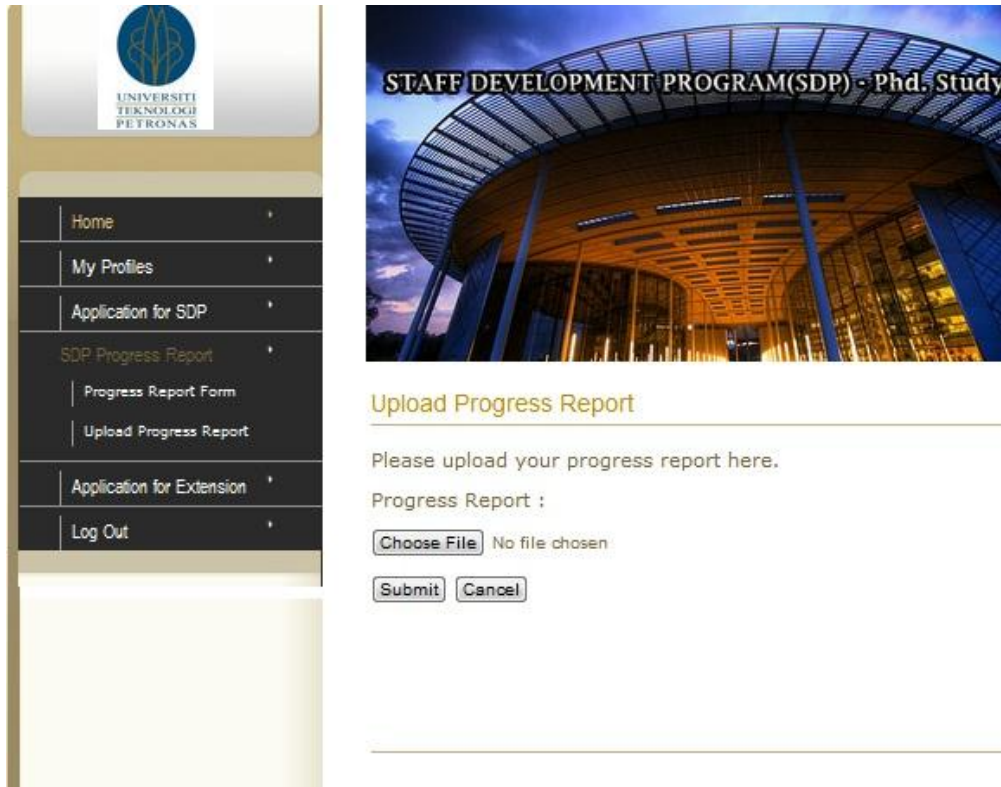 UNIVERSITI
TEKNOLOGI
PETRONAS
STAFF DEVELOPMENT PROGRAM(SDP) - Phd. Study
Home
My Profiles
Application for SDP
SDP Progress Report
Progress Report Form
Upload Progress Report
Application for Extension
Log Out
Upload Progress Report
Please upload your progress report here.
Progress Report :
Choose File No file chosen
Submit Cancel